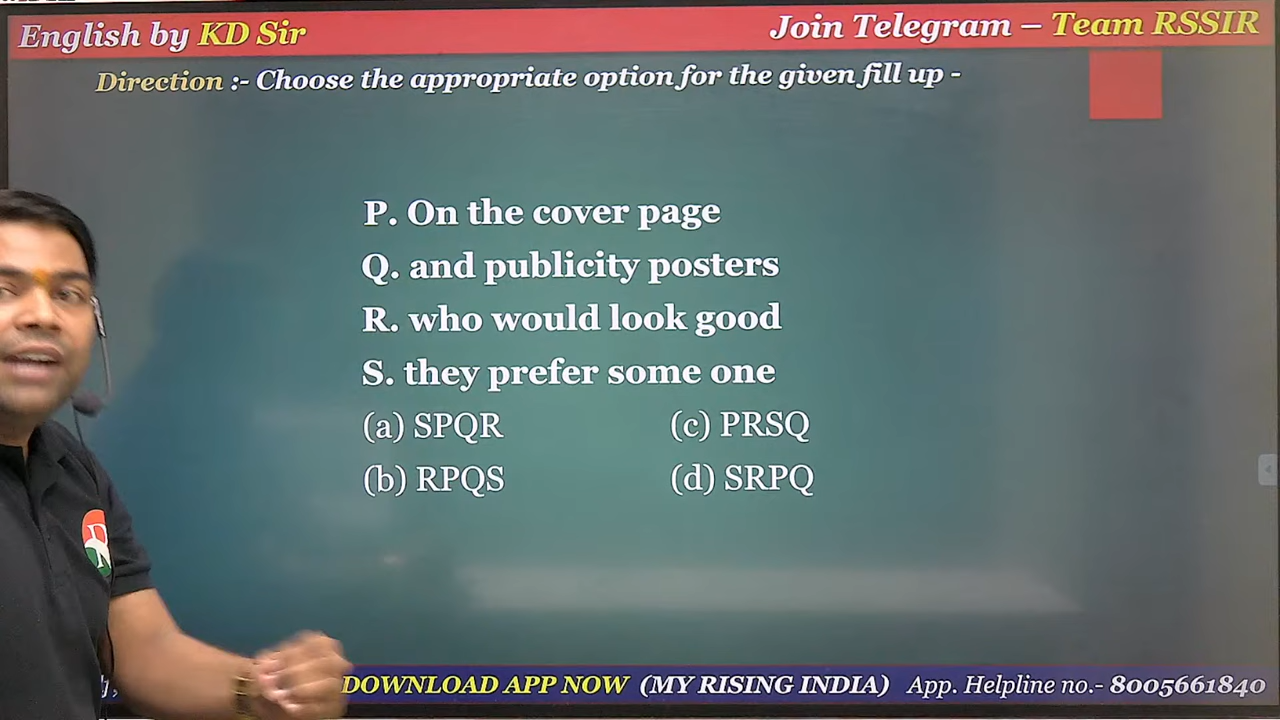 English by KD Sir
Join Telegram – Team RSSIR
Direction :- Choose the appropriate option for the given fill up -
P. On the cover page
Q. and publicity posters
R. who would look good
S. they prefer some one
(a) SPQR
(c) PRSQ
(b) RPQS
(d) SRPQ
DOWNLOAD APP NOW (MY RISING INDIA) App. Helpline no.- 8005661840